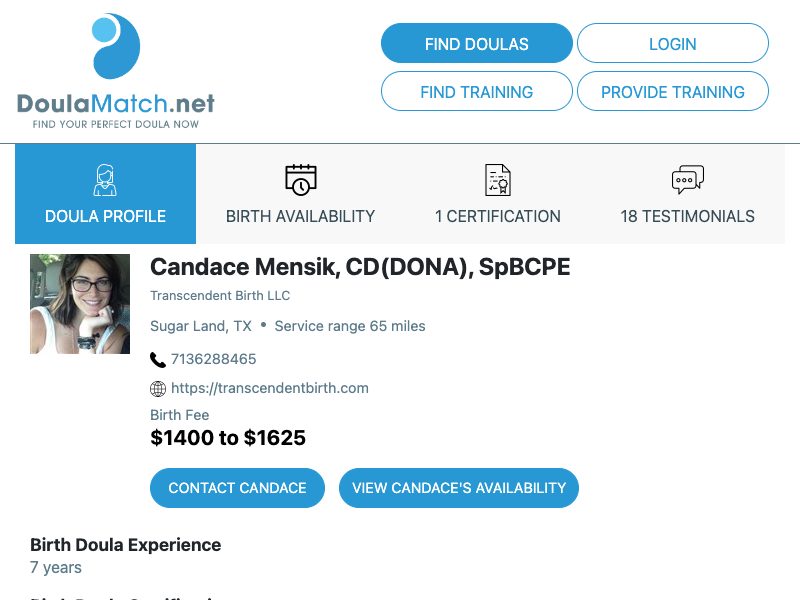 DoulaMatch.net
FIND YOUR PERFECT DOULA NOW
FIND DOULAS
LOGIN
FIND TRAINING
PROVIDE TRAINING
DOULA PROFILE
BIRTH AVAILABILITY
1 CERTIFICATION
18 TESTIMONIALS
Candace Mensik, CD(DONA), SpBCPE
Transcendent Birth LLC
Sugar Land, TX • Service range 65 miles
7136288465
https://transcendentbirth.com
Birth Fee
$1400 to $1625
CONTACT CANDACE
VIEW CANDACE'S AVAILABILITY
Birth Doula Experience
7 years